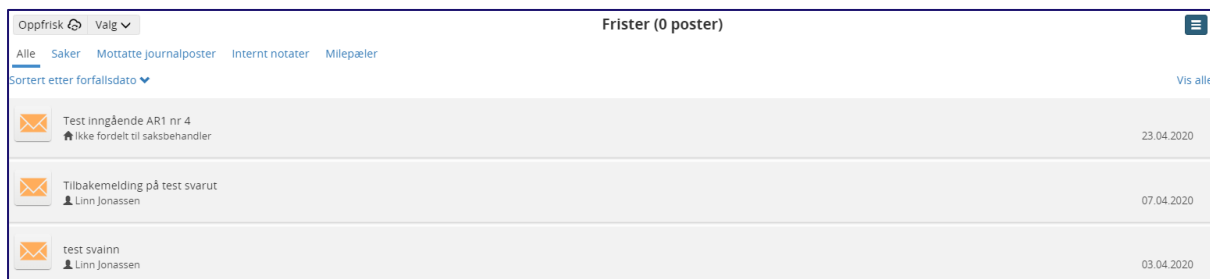 Oppfrisk Valg Frister (0 poster)
Alle Saker Mottatte journalposter Internt notater Milepæler
Sortert etter forfallsdato Vis alle
Test inngående AR1 nr 4
Ikke fordelt til saksbehandler 23.04.2020
Tilbakemelding på test svarut
Linn Jonassen 07.04.2020
test svainn
Linn Jonassen 03.04.2020